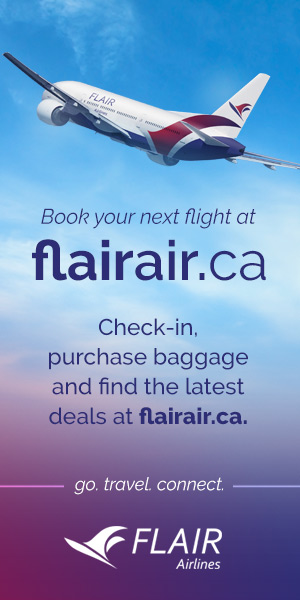 FLAIR
Book your next flight at
flairair.ca
Check-in,
purchase baggage
and find the latest
deals at flairair.ca.
go. travel. connect.
FLAIR
Airlines